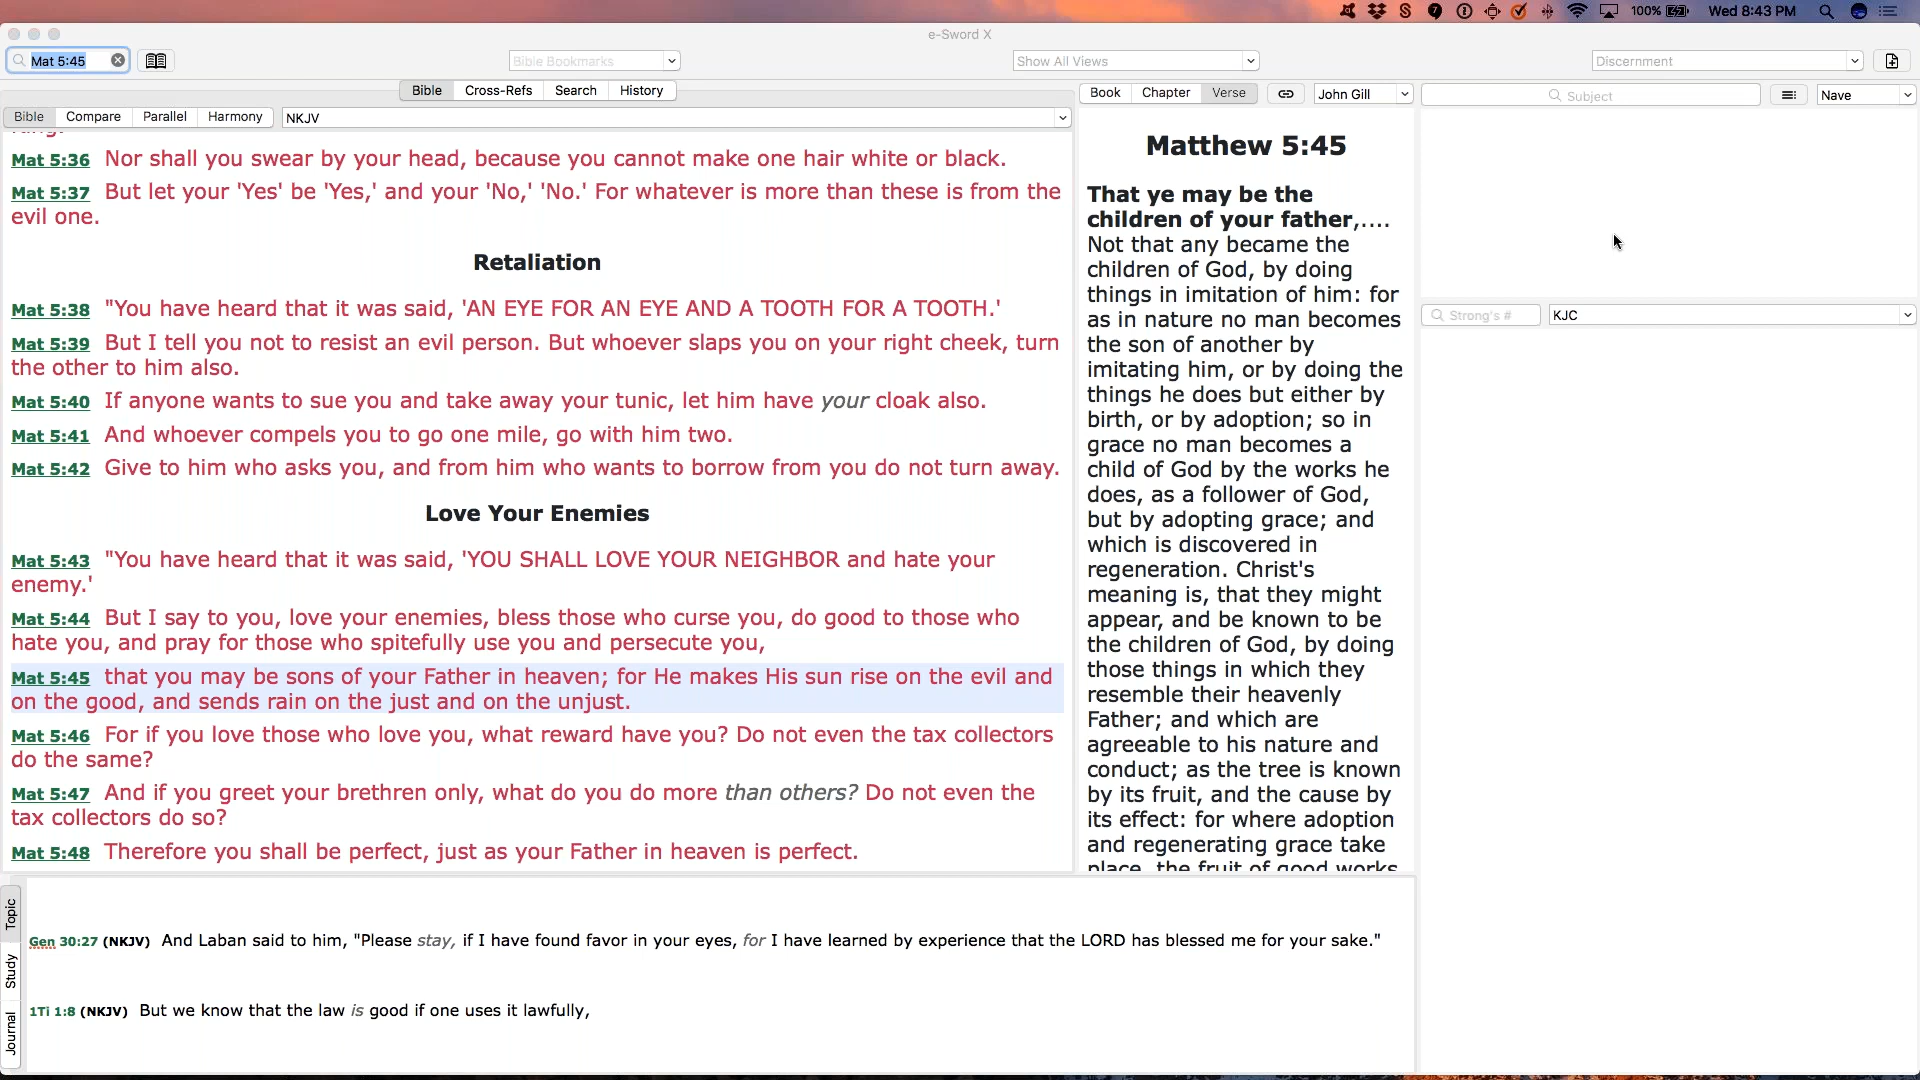 100%
Wed 8:43 PM
e-Sword X
Mat 5:45
Bible Bookmarks
Show All Views
Discernment
Bible Cross-Refs Search History
Book Chapter Verse
John Gill
Subject
Nave
Bible Compare Parallel Harmony
NKJV
Mat 5:36 Nor shall you swear by your head, because you cannot make one hair white or black.
Mat 5:37 But let your 'Yes' be 'Yes,' and your 'No,' 'No.' For whatever is more than these is from the
evil one.
Retaliation
Mat 5:38 "You have heard that it was said, 'AN EYE FOR AN EYE AND A TOOTH FOR A TOOTH.'
Mat 5:39 But I tell you not to resist an evil person. But whoever slaps you on your right cheek, turn
the other to him also.
Mat 5:40 If anyone wants to sue you and take away your tunic, let him have your cloak also.
Mat 5:41 And whoever compels you to go one mile, go with him two.
Mat 5:42 Give to him who asks you, and from him who wants to borrow from you do not turn away.
Love Your Enemies
Mat 5:43 "You have heard that it was said, 'YOU SHALL LOVE YOUR NEIGHBOR and hate your
enemy.'
Mat 5:44 But I say to you, love your enemies, bless those who curse you, do good to those who
hate you, and pray for those who spitefully use you and persecute you,
Mat 5:45 that you may be sons of your Father in heaven; for He makes His sun rise on the evil and
on the good, and sends rain on the just and on the unjust.
Mat 5:46 For if you love those who love you, what reward have you? Do not even the tax collectors
do the same?
Mat 5:47 And if you greet your brethren only, what do you do more than others? Do not even the
tax collectors do so?
Mat 5:48 Therefore you shall be perfect, just as your Father in heaven is perfect.
Matthew 5:45
That ye may be the
children of your father,....
Not that any became the
children of God, by doing
things in imitation of him: for
as in nature no man becomes
the son of another by
imitating him, or by doing the
things he does but either by
birth, or by adoption; so in
grace no man becomes a
child of God by the works he
does, as a follower of God,
but by adopting grace; and
which is discovered in
regeneration. Christ's
meaning is, that they might
appear, and be known to be
the children of God, by doing
those things in which they
resemble their heavenly
Father; and which are
agreeable to his nature and
conduct; as the tree is known
by its fruit, and the cause by
its effect: for where adoption
and regenerating grace take
place, the fruit of good works
Strong's #
KJC
Topic
Study
Journal
Gen 30:27 (NKJV) And Laban said to him, "Please stay, if I have found favor in your eyes, for I have learned by experience that the LORD has blessed me for your sake."
1Ti 1:8 (NKJV) But we know that the law is good if one uses it lawfully,